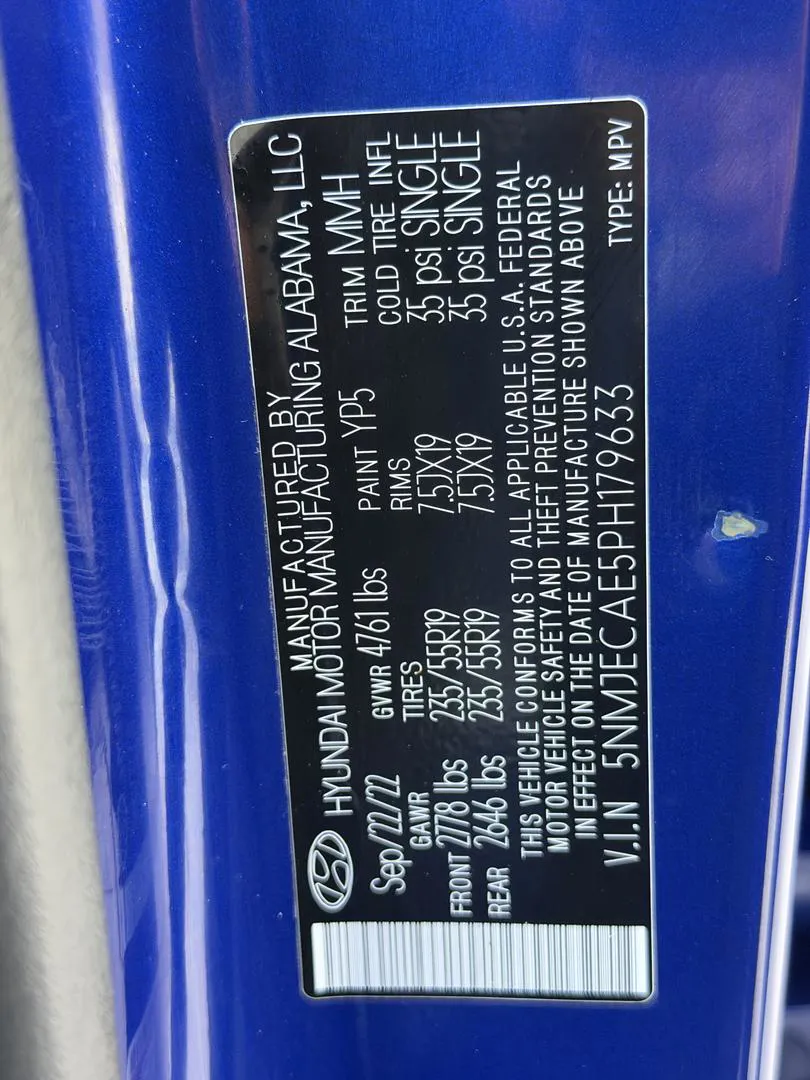 MANUFACTURED BY
HYUNDAI MOTOR MANUFACTURING ALABAMA, LLC
Sep/22/22 GVWR 4761 lbs PAINT YP5 TRIM MMH
GAWR TIRES RIMS COLD TIRE INFL
FRONT 2778 lbs 235/55R19 7.5JX19 35 psi SINGLE
REAR 2646 lbs 235/55R19 7.5JX19 35 psi SINGLE
THIS VEHICLE CONFORMS TO ALL APPLICABLE U.S.A. FEDERAL
MOTOR VEHICLE SAFETY AND THEFT PREVENTION STANDARDS
IN EFFECT ON THE DATE OF MANUFACTURE SHOWN ABOVE
V.I.N 5NMJECAE5PH179633 TYPE: MPV